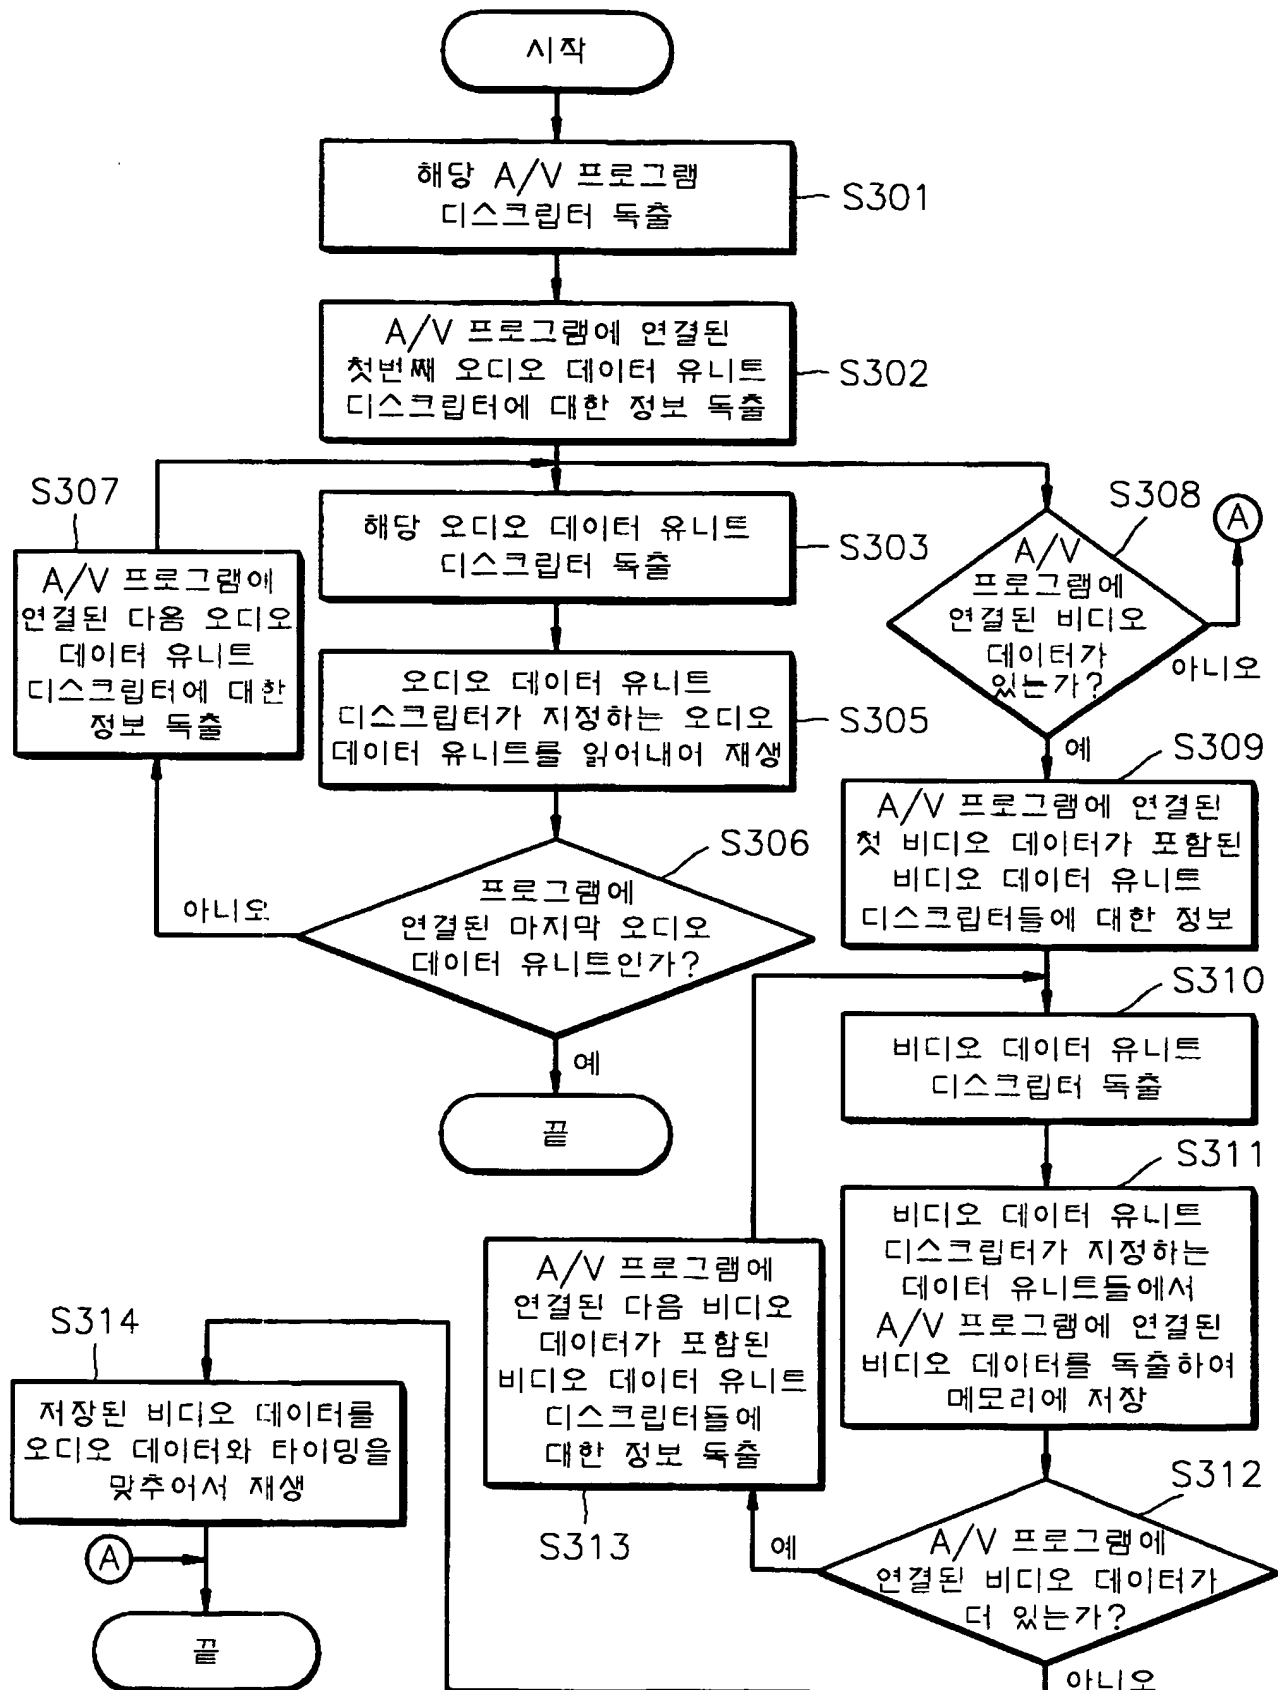 시작
해당 A/V 프로그램
디스크립터 독출
S301
A/V 프로그램에 연결된
첫번째 오디오 데이터 유니트
디스크립터에 대한 정보 독출
S302
S307
A/V 프로그램에
연결된 다음 오디오
데이터 유니트
디스크립터에 대한
정보 독출
해당 오디오 데이터 유니트
디스크립터 독출
S303
S308
A
A/V
프로그램에
연결된 비디오
데이터가
있는가?
아니오
예
오디오 데이터 유니트
디스크립터가 지정하는 오디오
데이터 유니트를 읽어내어 재생
S305
S306
프로그램에
연결된 마지막 오디오
데이터 유니트인가?
아니오
예
끝
S309
A/V 프로그램에 연결된
첫 비디오 데이터가 포함된
비디오 데이터 유니트
디스크립터들에 대한 정보
S310
비디오 데이터 유니트
디스크립터 독출
S311
비디오 데이터 유니트
디스크립터가 지정하는
데이터 유니트들에서
A/V 프로그램에 연결된
비디오 데이터를 독출하여
메모리에 저장
A/V 프로그램에
연결된 다음 비디오
데이터가 포함된
비디오 데이터 유니트
디스크립터들에
대한 정보 독출
S313
S312
A/V 프로그램에
연결된 비디오 데이터가
더 있는가?
예
아니오
S314
저장된 비디오 데이터를
오디오 데이터와 타이밍을
맞추어서 재생
A
끝